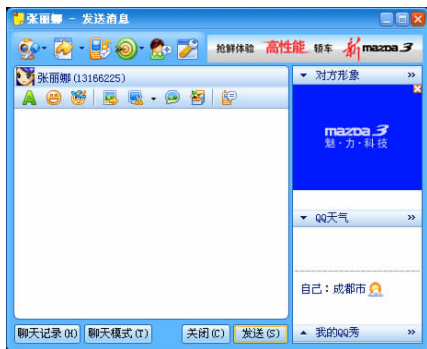 张丽娜 - 发送消息
抢鲜体验 高性能 轿车 新 mazda 3
张丽娜(13166225)
对方形象 »
mazda 3
魅·力·科技
QQ天气 »
自己:成都市
聊天记录(H) 聊天模式(T) 关闭(C) 发送(S)
我的QQ秀 »